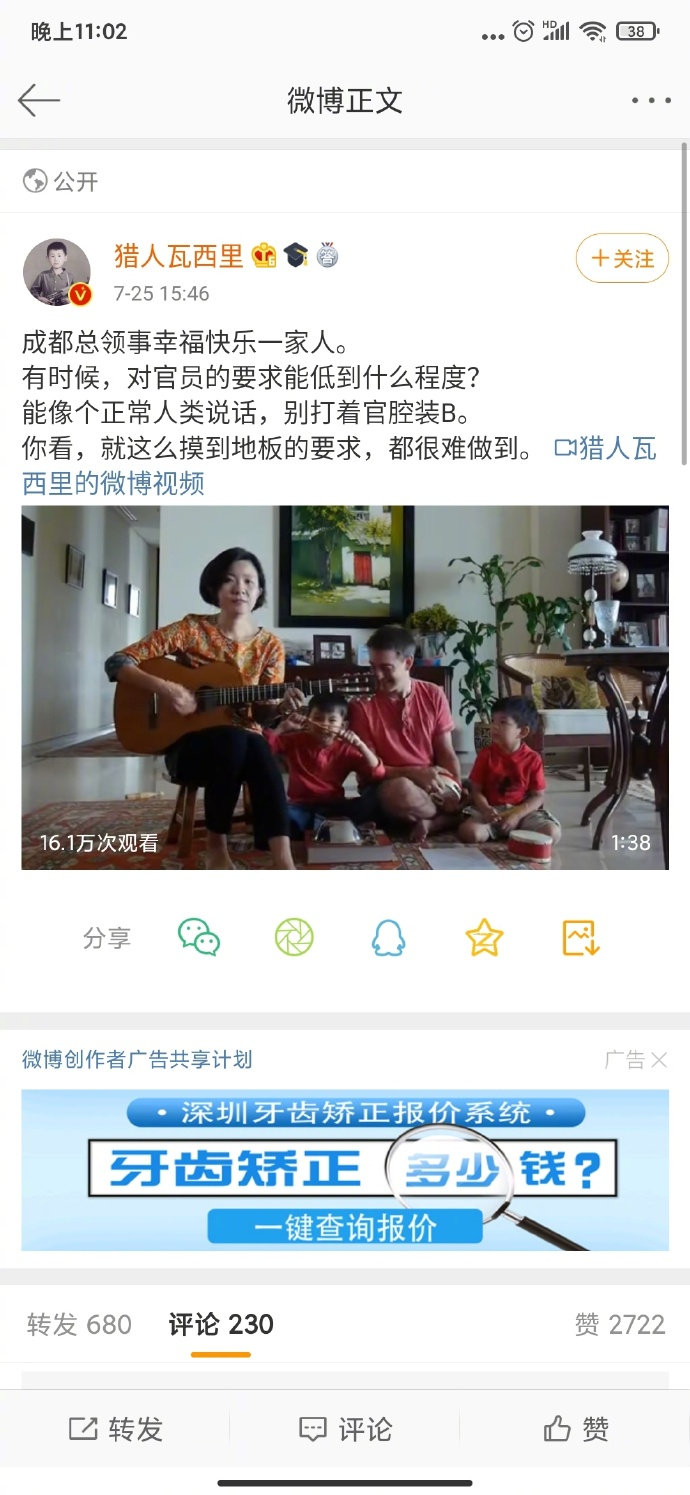 晚上11:02
HD
38
微博正文
公开
猎人瓦西里
答
+关注
7-25 15:46
成都总领事幸福快乐一家人。
有时候，对官员的要求能低到什么程度？
能像个正常人类说话，别打着官腔装B。
你看，就这么摸到地板的要求，都很难做到。 猎人瓦
西里的微博视频
16.1万次观看
1:38
分享
微博创作者广告共享计划
广告
·深圳牙齿矫正报价系统·
牙齿矫正多少钱?
一键查询报价
转发 680
评论 230
赞 2722
转发
评论
赞